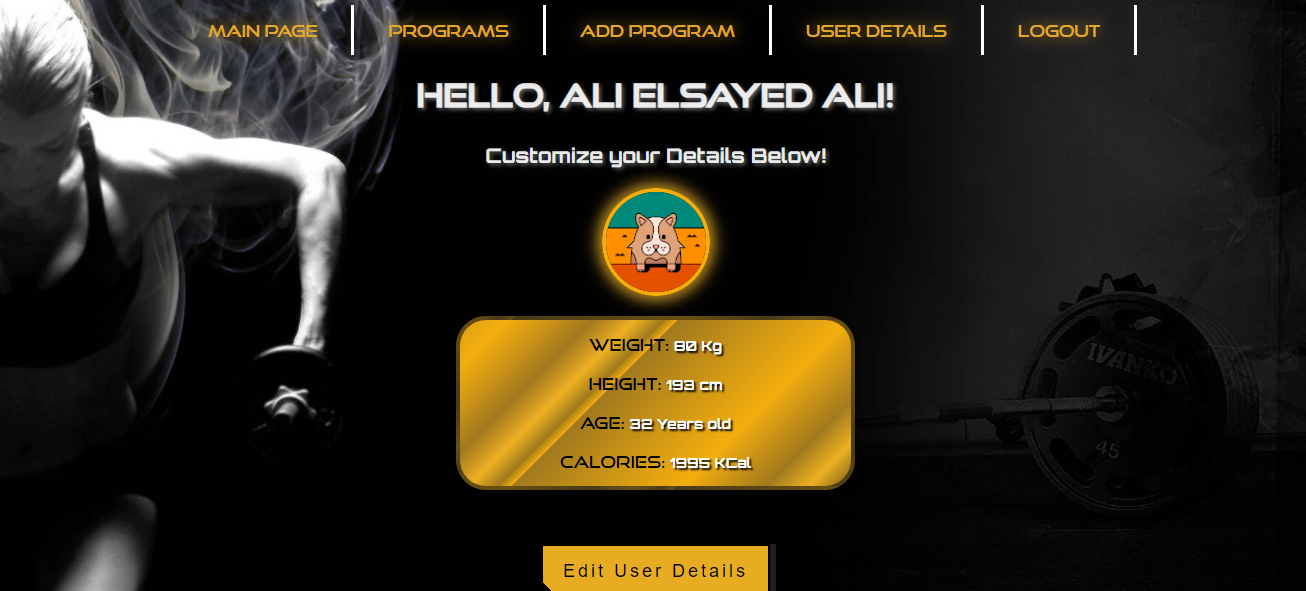 MAIN PAGE PROGRAMS ADD PROGRAM USER DETAILS LOGOUT
HELLO, ALI ELSAYED ALI!
Customize your Details Below!
WEIGHT: 80 Kg
HEIGHT: 193 cm
AGE: 32 Years old
CALORIES: 1995 KCal
IVANKO
45
Edit User Details